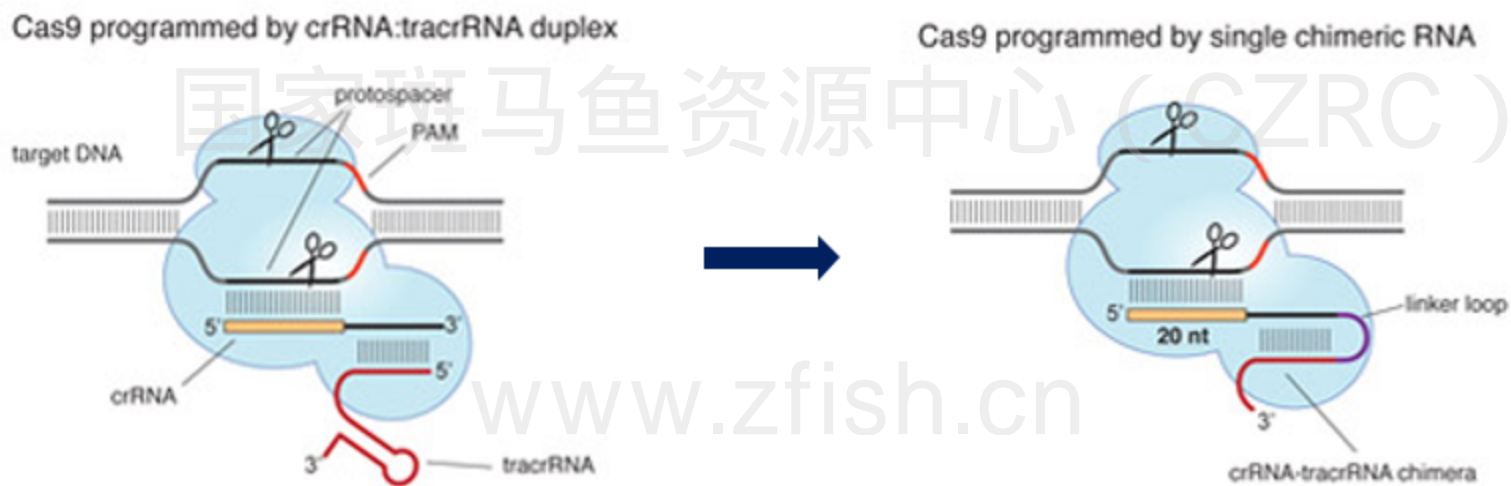 Cas9 programmed by crRNA:tracrRNA duplex
Cas9 programmed by single chimeric RNA
国家斑马鱼资源中心（CZRC）
protospacer
PAM
target DNA
5'
3'
5'
crRNA
3'
tracrRNA
linker loop
5'
20 nt
3'
crRNA-tracrRNA chimera
www.zfish.cn